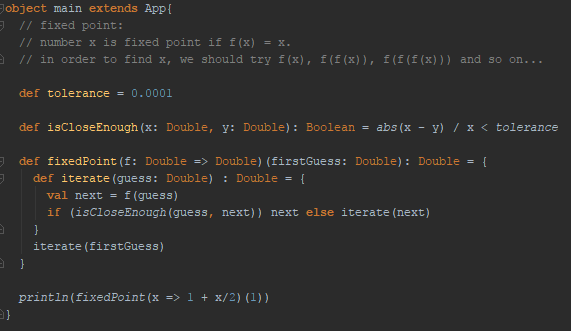 object main extends App{
// fixed point:
// number x is fixed point if f(x) = x.
// in order to find x, we should try f(x), f(f(x)), f(f(f(x))) and so on...
def tolerance = 0.0001
def isCloseEnough(x: Double, y: Double): Boolean = abs(x - y) / x < tolerance
def fixedPoint(f: Double => Double)(firstGuess: Double): Double = {
def iterate(guess: Double) : Double = {
val next = f(guess)
if (isCloseEnough(guess, next)) next else iterate(next)
}
iterate(firstGuess)
}
println(fixedPoint(x => 1 + x/2)(1))
}